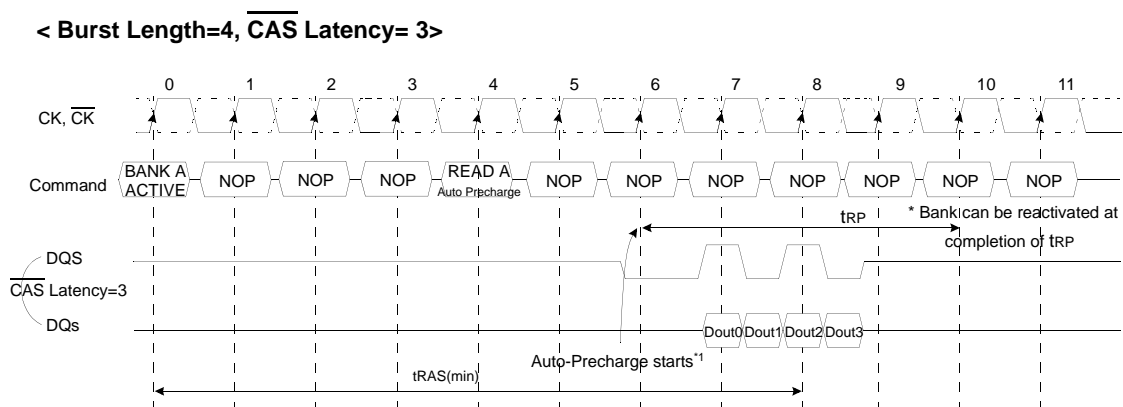 < Burst Length=4, CAS Latency= 3>
0 1 2 3 4 5 6 7 8 9 10 11
CK, CK
Command
BANK A
ACTIVE
NOP NOP NOP
READ A
Auto Precharge
NOP NOP NOP NOP NOP NOP NOP
tRP
* Bank can be reactivated at
completion of tRP
DQS
CAS Latency=3
DQs
Dout0 Dout1 Dout2 Dout3
Auto-Precharge starts*1
tRAS(min)